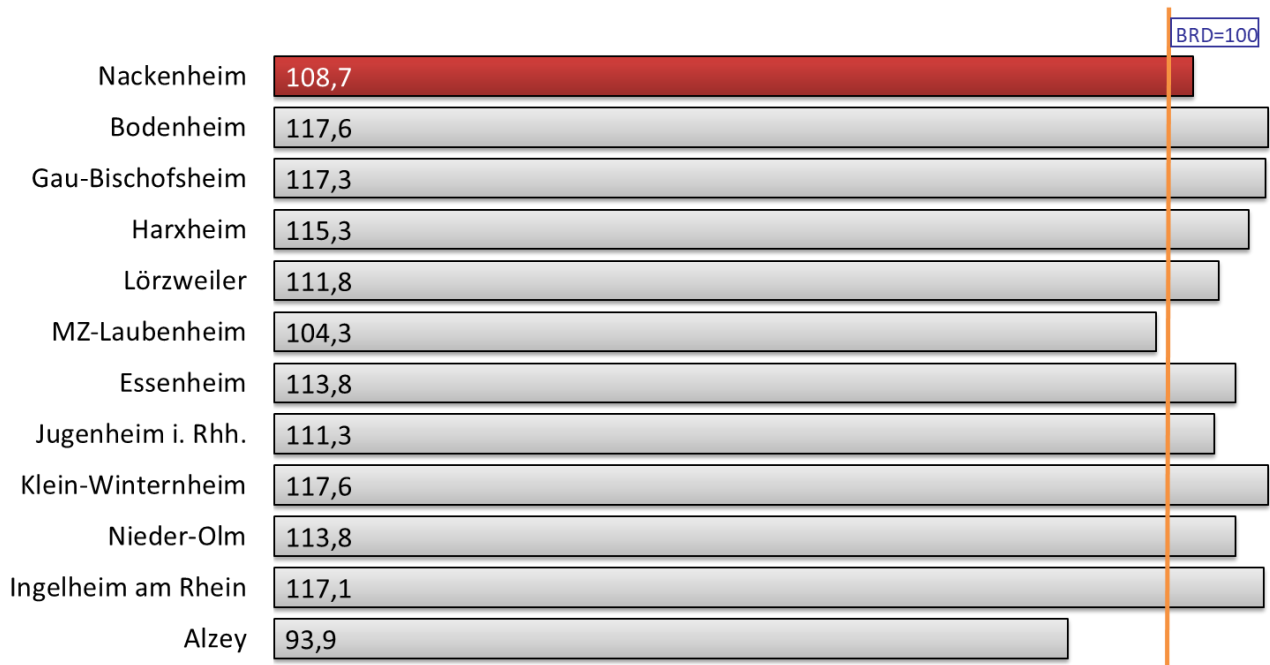 BRD=100
Nackenheim 108,7
Bodenheim 117,6
Gau-Bischofsheim 117,3
Harxheim 115,3
Lörzweiler 111,8
MZ-Laubenheim 104,3
Essenheim 113,8
Jugenheim i. Rhh. 111,3
Klein-Winternheim 117,6
Nieder-Olm 113,8
Ingelheim am Rhein 117,1
Alzey 93,9